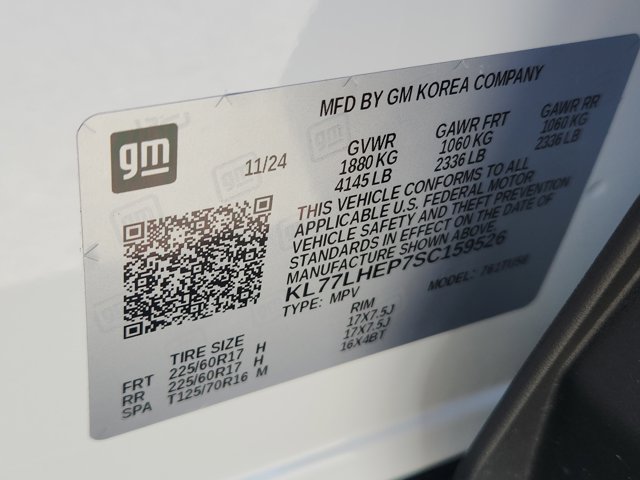 MFD BY GM KOREA COMPANY
gm
11/24
GVWR
1880 KG
4145 LB
GAWR FRT
1060 KG
2336 LB
GAWR RR
1060 KG
2336 LB
THIS VEHICLE CONFORMS TO ALL
APPLICABLE U.S. FEDERAL MOTOR
VEHICLE SAFETY AND THEFT PREVENTION
STANDARDS IN EFFECT ON THE DATE OF
MANUFACTURE SHOWN ABOVE.
KL77LHEP7SC159526
TYPE: MPV
MODEL: 761TU56
TIRE SIZE
RIM
FRT 225/60R17 H 17X7.5J
RR 225/60R17 H 17X7.5J
SPA T125/70R16 M 16X4BT